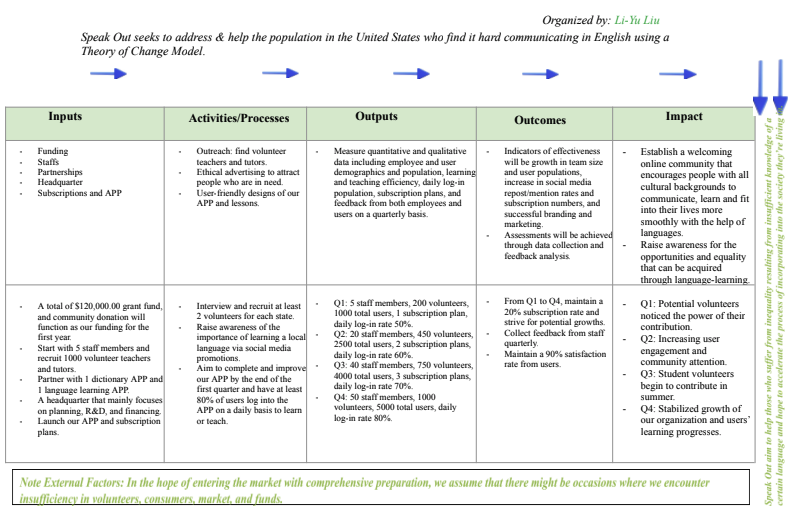 Organized by: Li-Yu Liu
Speak Out seeks to address & help the population in the United States who find it hard communicating in English using a
Theory of Change Model.
Inputs
Activities/Processes
Outputs
Outcomes
Impact
- Funding
- Staffs
- Partnerships
- Headquarter
- Subscriptions and APP
- Outreach: find volunteer
teachers and tutors.
- Ethical advertising to attract
people who are in need.
- User-friendly designs of our
APP and lessons.
- Measure quantitative and qualitative
data including employee and user
demographics and population, learning
and teaching efficiency, daily log-in
population, subscription plans, and
feedback from both employees and
users on a quarterly basis.
- Indicators of effectiveness
will be growth in team size
and user populations,
increase in social media
repost/mention rates and
subscription numbers, and
successful branding and
marketing.
- Assessments will be achieved
through data collection and
feedback analysis.
- Establish a welcoming
online community that
encourages people with all
cultural backgrounds to
communicate, learn and fit
into their lives more
smoothly with the help of
languages.
- Raise awareness for the
opportunities and equality
that can be acquired
through language-learning.
- A total of $120,000.00 grant fund,
and community donation will
function as our funding for the
first year.
- Start with 5 staff members and
recruit 1000 volunteer teachers
and tutors.
- Partner with 1 dictionary APP and
1 language learning APP.
- A headquarter that mainly focuses
on planning, R&D, and financing.
- Launch our APP and subscription
plans.
- Interview and recruit at least
2 volunteers for each state.
- Raise awareness of the
importance of learning a local
language via social media
promotions.
- Aim to complete and improve
our APP by the end of the
first quarter and have at least
80% of users log into the
APP on a daily basis to learn
or teach.
- Q1: 5 staff members, 200 volunteers,
1000 total users, 1 subscription plan,
daily log-in rate 50%.
- Q2: 20 staff members, 450 volunteers,
2500 total users, 2 subscription plans,
daily log-in rate 60%.
- Q3: 40 staff members, 750 volunteers,
4000 total users, 3 subscription plans,
daily log-in rate 70%.
- Q4: 50 staff members, 1000
volunteers, 5000 total users, daily
log-in rate 80%.
- From Q1 to Q4, maintain a
20% subscription rate and
strive for potential growths.
- Collect feedback from staff
quarterly.
- Maintain a 90% satisfaction
rate from users.
- Q1: Potential volunteers
noticed the power of their
contribution.
- Q2: Increasing user
engagement and
community attention.
- Q3: Student volunteers
begin to contribute in
summer.
- Q4: Stabilized growth of
our organization and users'
learning progresses.
Speak Out aim to help those who suffer from inequality resulting from insufficient knowledge of a
certain language and hope to accelerate the process of incorporating into the society they're living
Note External Factors: In the hope of entering the market with comprehensive preparation, we assume that there might be occasions where we encounter
insufficiency in volunteers, consumers, market, and funds.